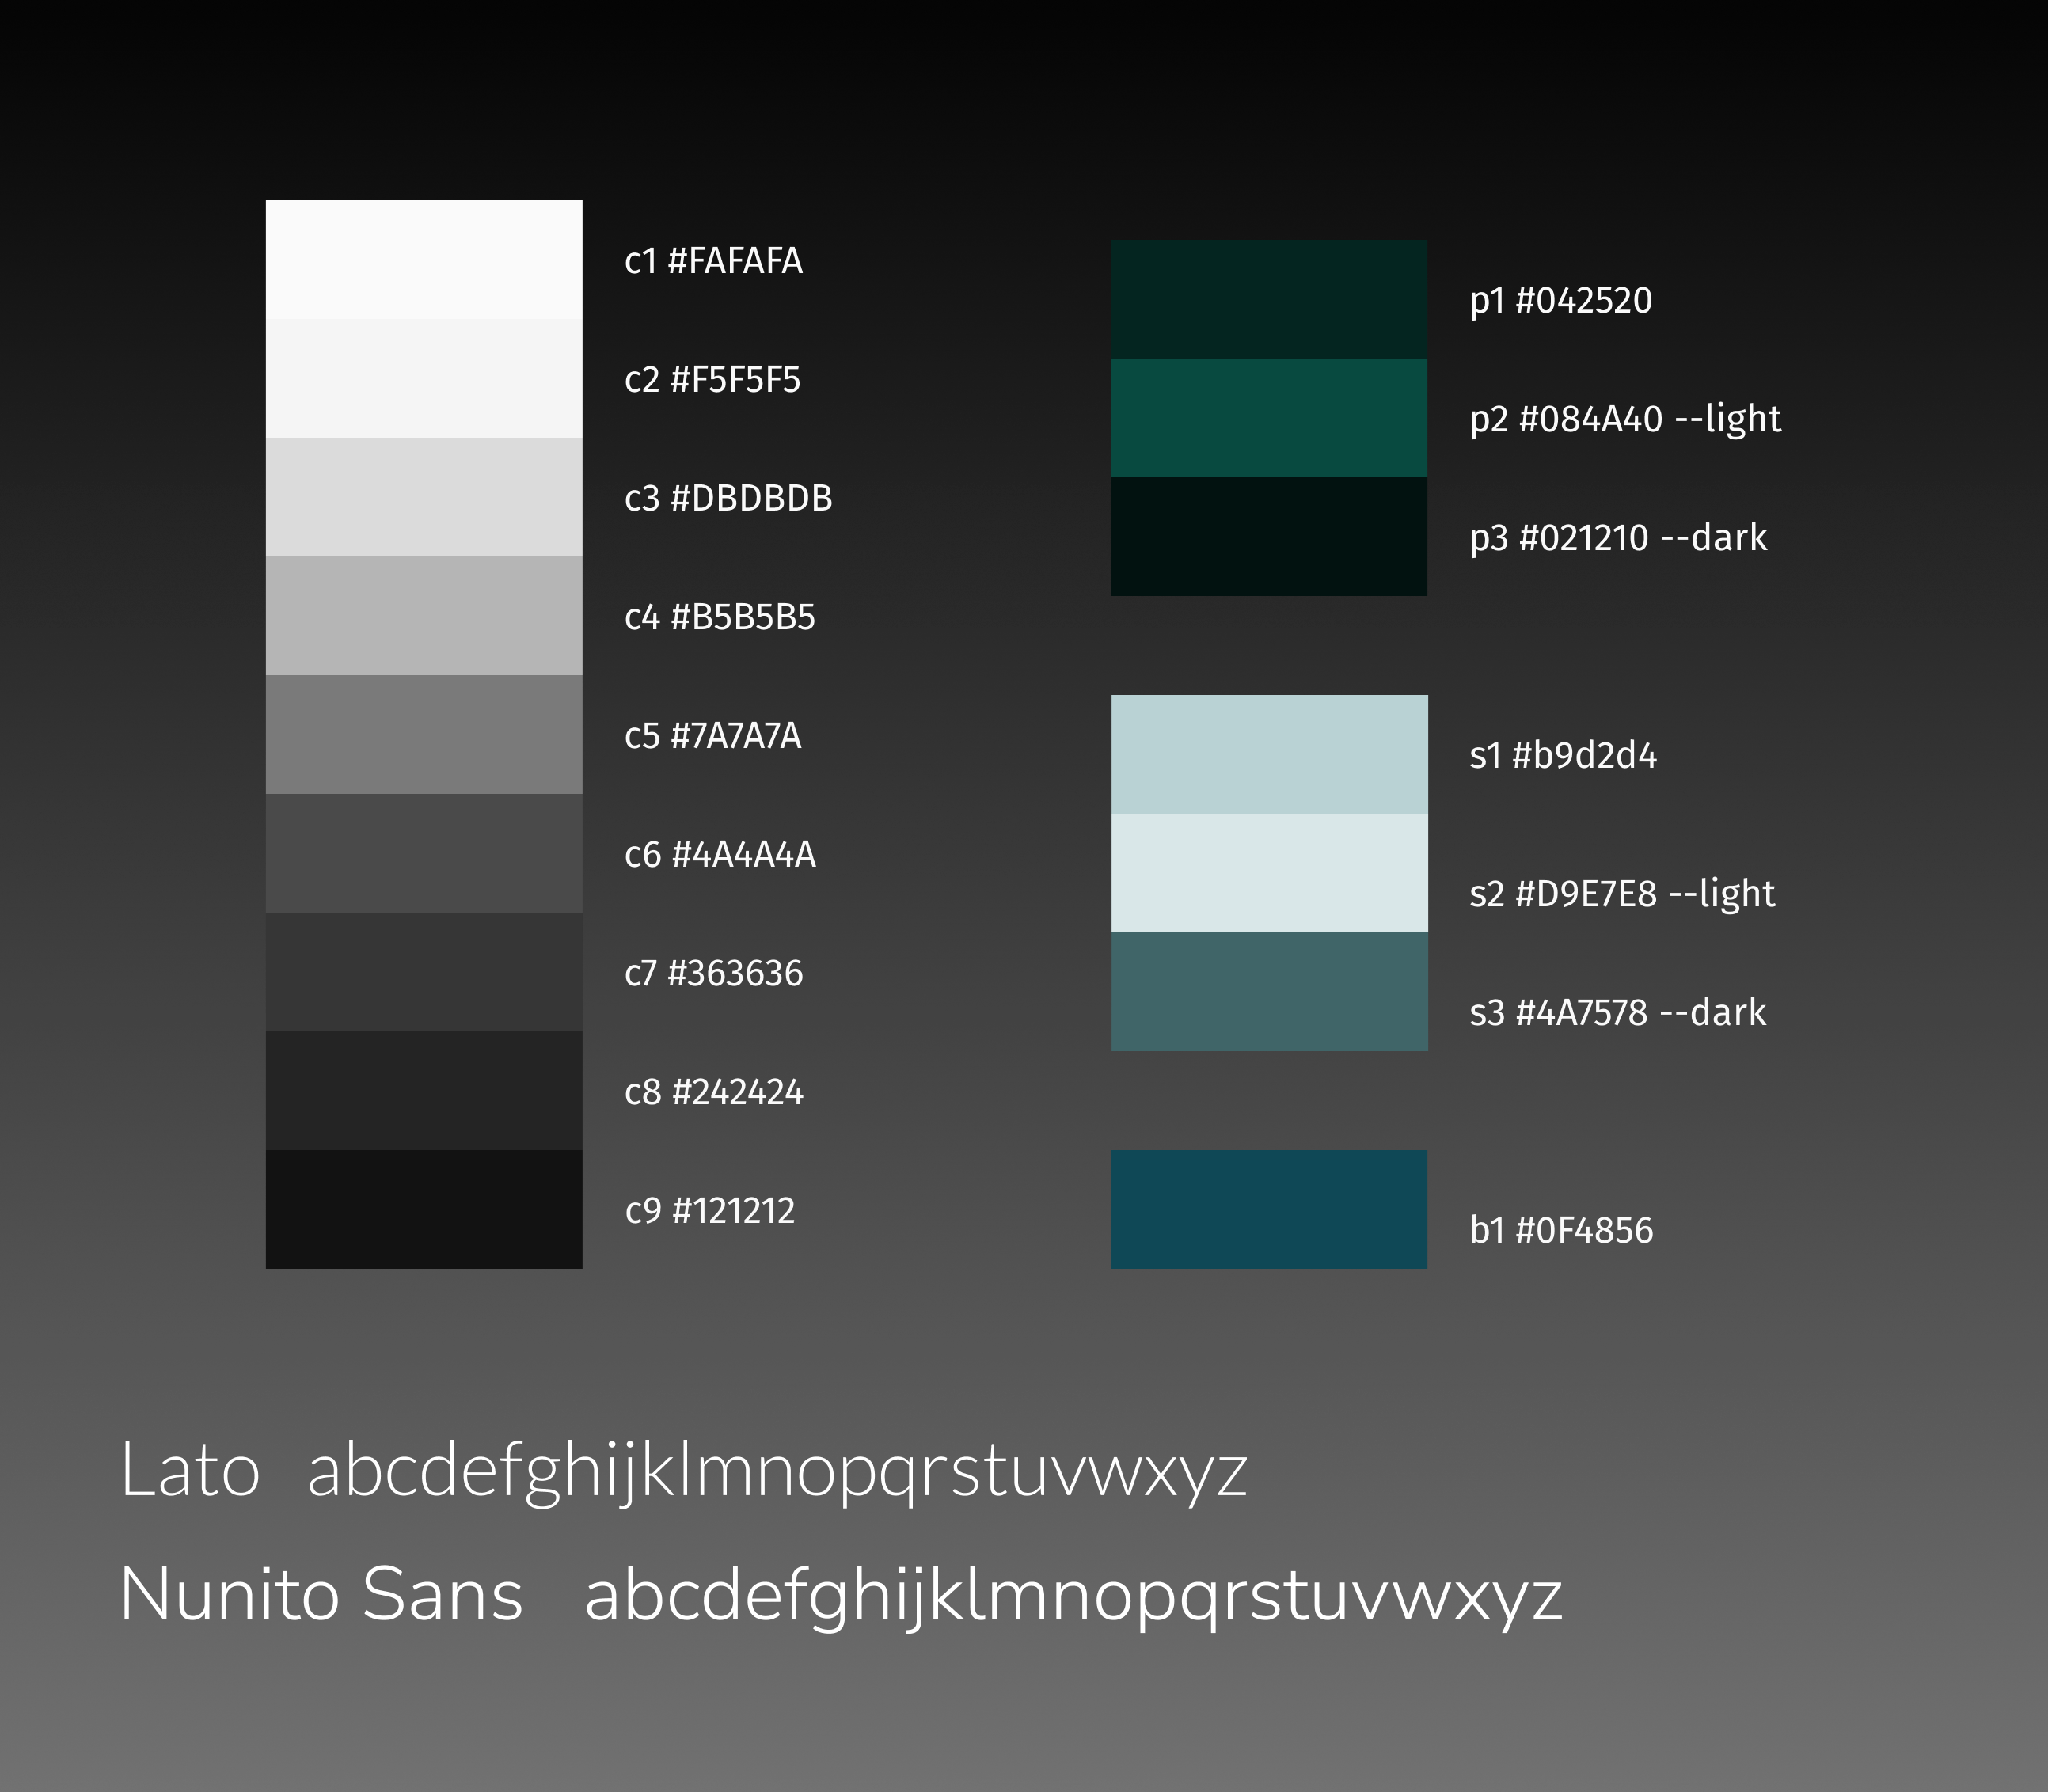 c1 #FAFAFA
c2 #F5F5F5
c3 #DBDBDB
c4 #B5B5B5
c5 #7A7A7A
c6 #4A4A4A
c7 #363636
c8 #242424
c9 #121212
p1 #042520
p2 #084A40 --light
p3 #021210 --dark
s1 #b9d2d4
s2 #D9E7E8 --light
s3 #4A7578 --dark
b1 #0F4856
Lato abcdefghijklmnopqrstuvwxyz
Nunito Sans abcdefghijklmnopqrstuvwxyz